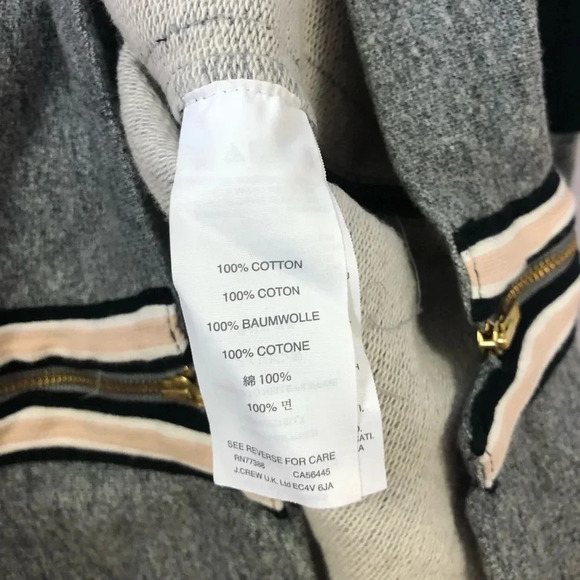 100% COTTON
100% COTON
100% BAUMWOLLE
100% COTONE
綿 100%
100% 면
SEE REVERSE FOR CARE
RN77388 CA56445
J.CREW U.K. Ltd EC4V 6JA